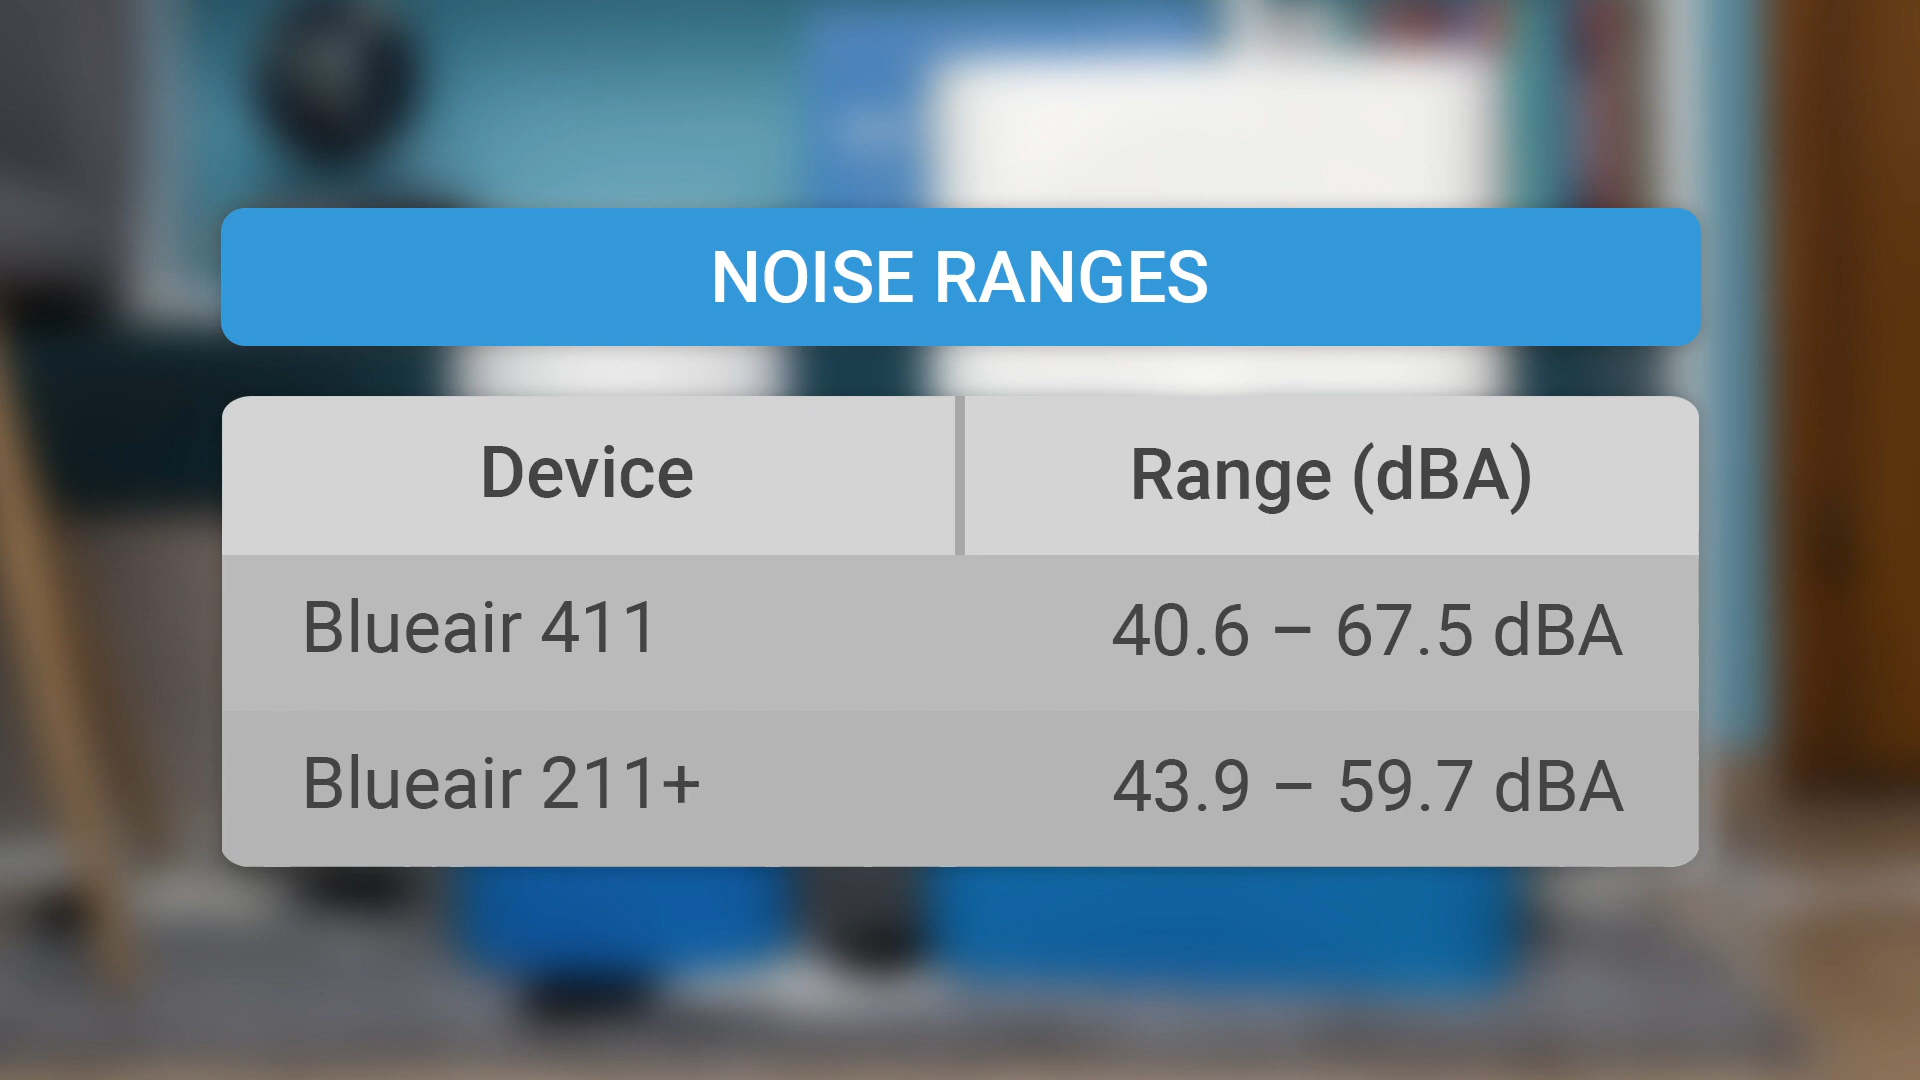 NOISE RANGES
Device Range (dBA)
Blueair 411 40.6 – 67.5 dBA
Blueair 211+ 43.9 – 59.7 dBA